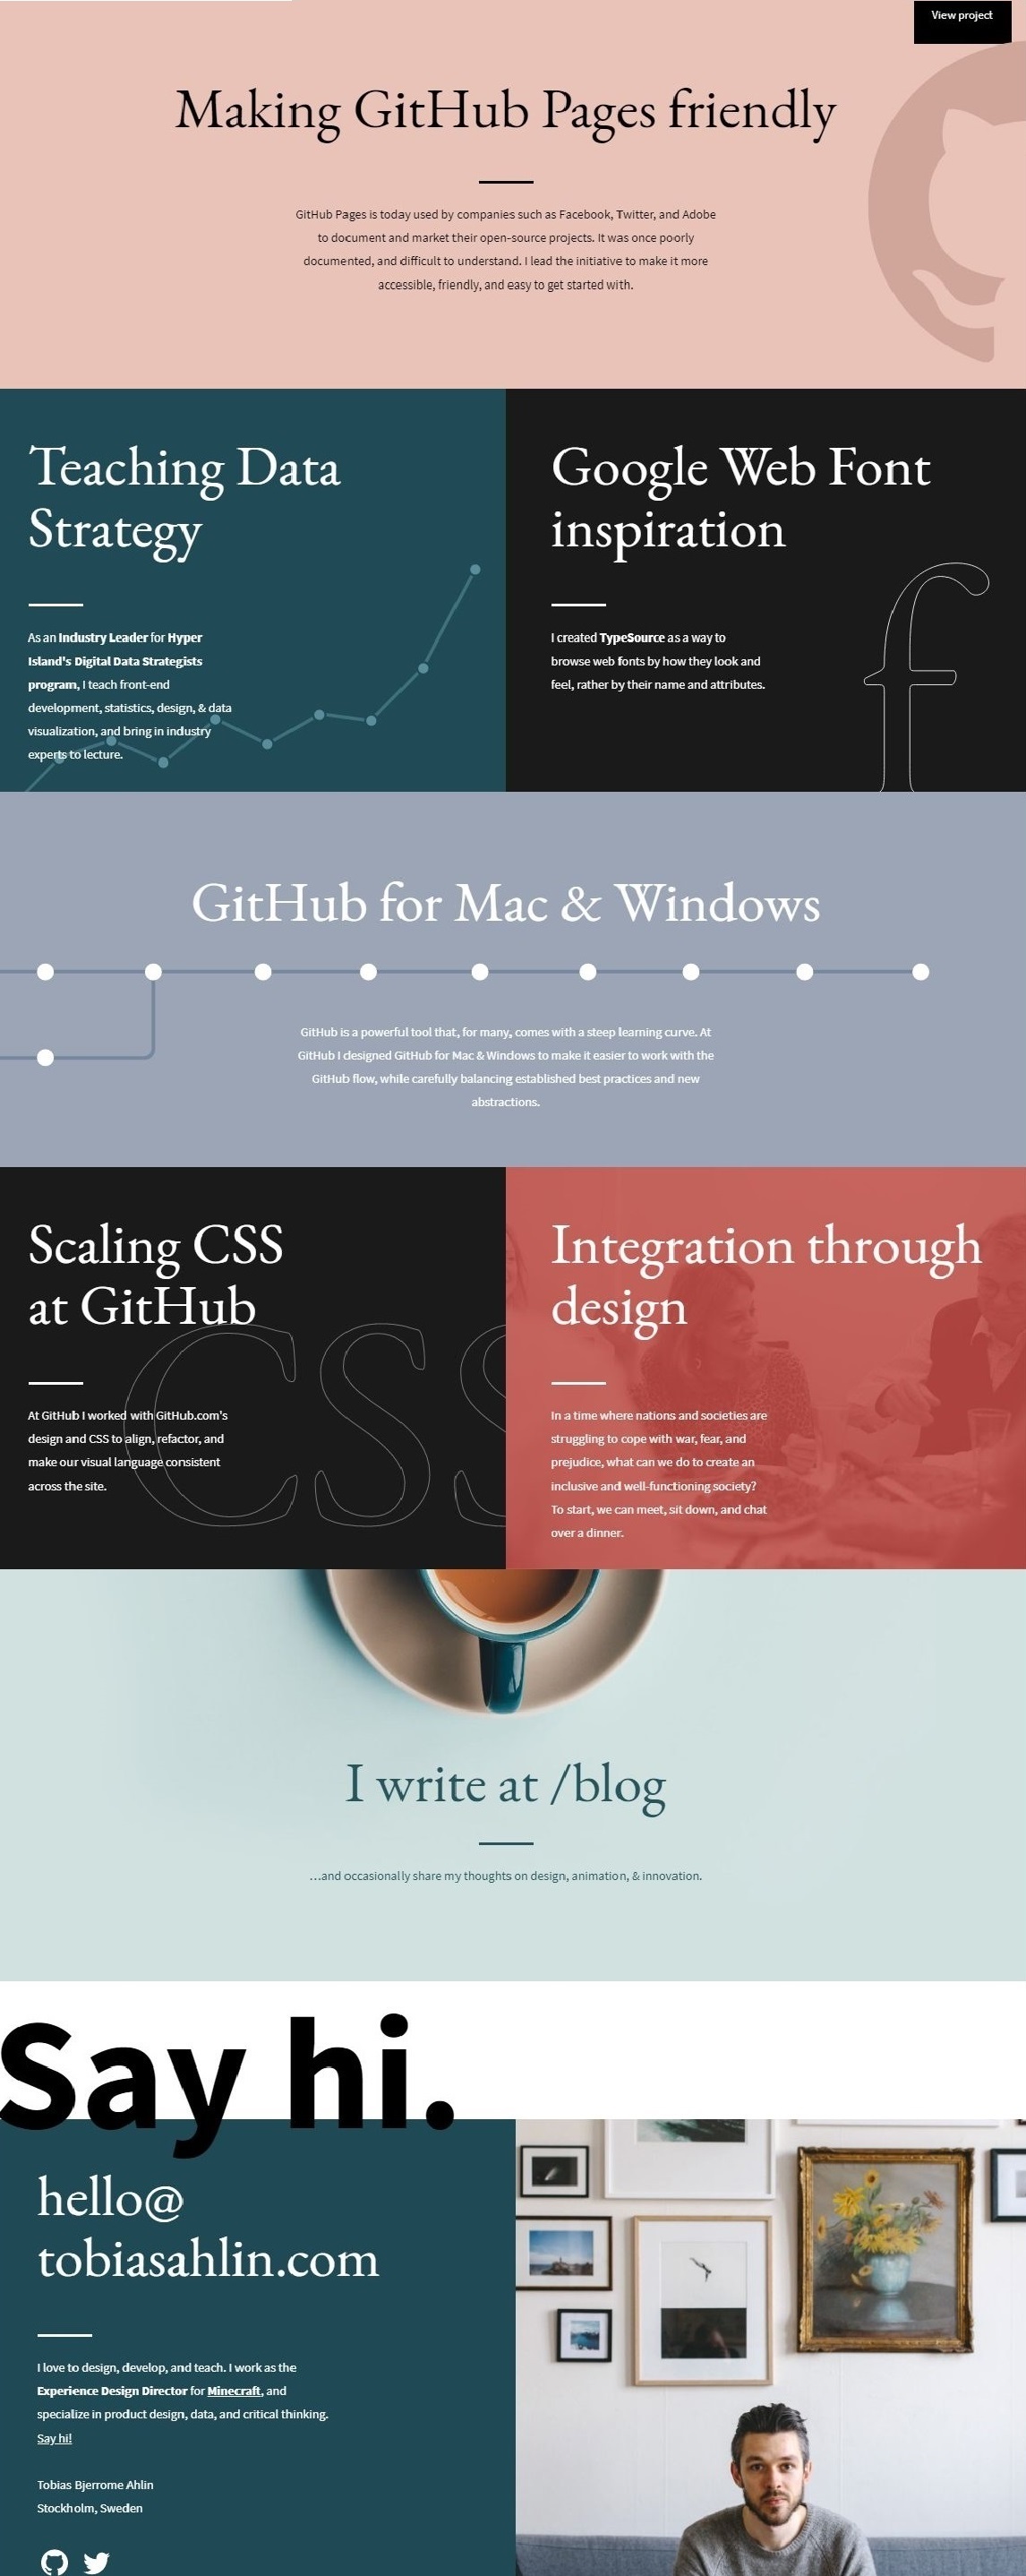 View project
Making GitHub Pages friendly
GitHub Pages is today used by companies such as Facebook, Twitter, and Adobe
to document and market their open-source projects. It was once poorly
documented, and difficult to understand. I lead the initiative to make it more
accessible, friendly, and easy to get started with.
Teaching Data
Strategy
As an Industry Leader for Hyper
Island's Digital Data Strategists
program, I teach front-end
development, statistics, design, & data
visualization, and bring in industry
experts to lecture.
Google Web Font
inspiration
I created TypeSource as a way to
browse web fonts by how they look and
feel, rather by their name and attributes.
f
GitHub for Mac & Windows
GitHub is a powerful tool that, for many, comes with a steep learning curve. At
GitHub I designed GitHub for Mac & Windows to make it easier to work with the
GitHub flow, while carefully balancing established best practices and new
abstractions.
Scaling CSS
at GitHub
At GitHub I worked with GitHub.com's
design and CSS to align, refactor, and
make our visual language consistent
across the site.
CSS
Integration through
design
In a time where nations and societies are
struggling to cope with war, fear, and
prejudice, what can we do to create an
inclusive and well-functioning society?
To start, we can meet, sit down, and chat
over a dinner.
I write at /blog
...and occasionally share my thoughts on design, animation, & innovation.
Say hi.
hello@
tobiasahlin.com
I love to design, develop, and teach. I work as the
Experience Design Director for Minecraft, and
specialize in product design, data, and critical thinking.
Say hi!
Tobias Bjerrome Ahlin
Stockholm, Sweden